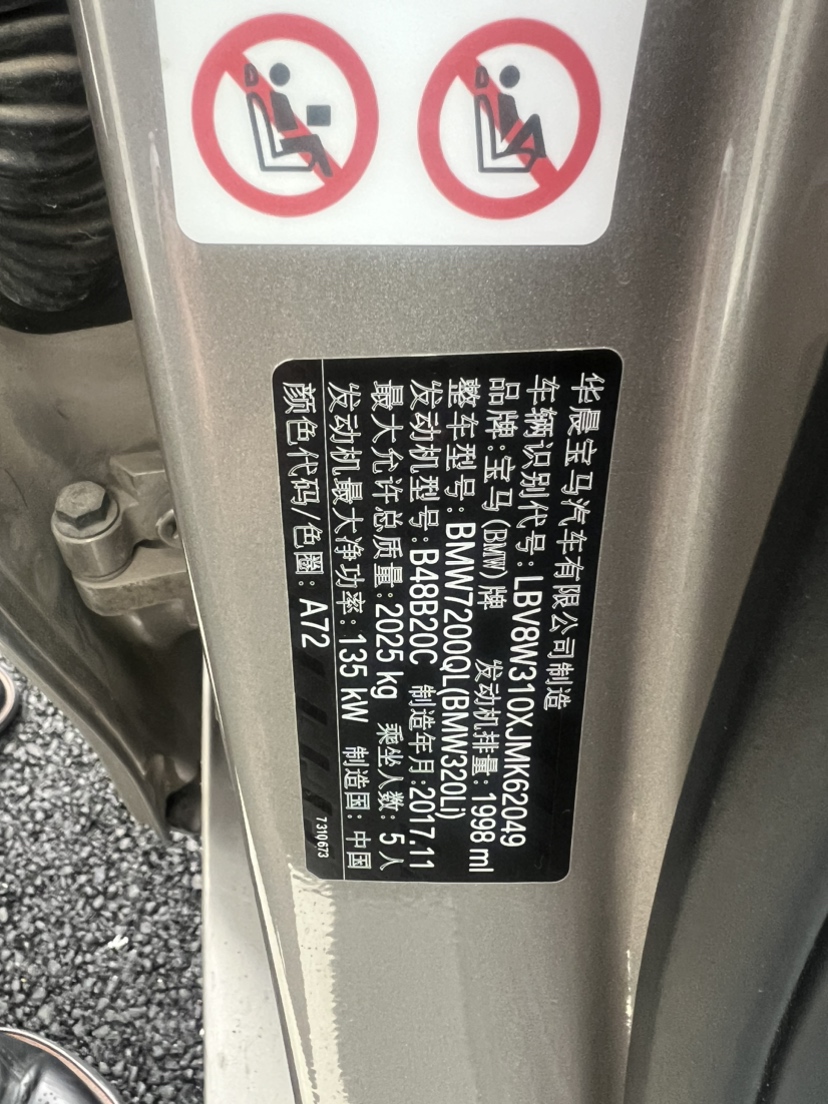 华晨宝马汽车有限公司制造
车辆识别代号:LBV8W310XJMK62049
品牌:宝马(BMW)牌 发动机排量:1998 ml
整车型号:BMW7200QL(BMW320Li)
发动机型号:B48B20C 制造年月:2017.11
最大允许总质量:2025 kg 乘坐人数:5人
发动机最大净功率:135 kW 制造国:中国
颜色代码/色圈:A72
7 310 673